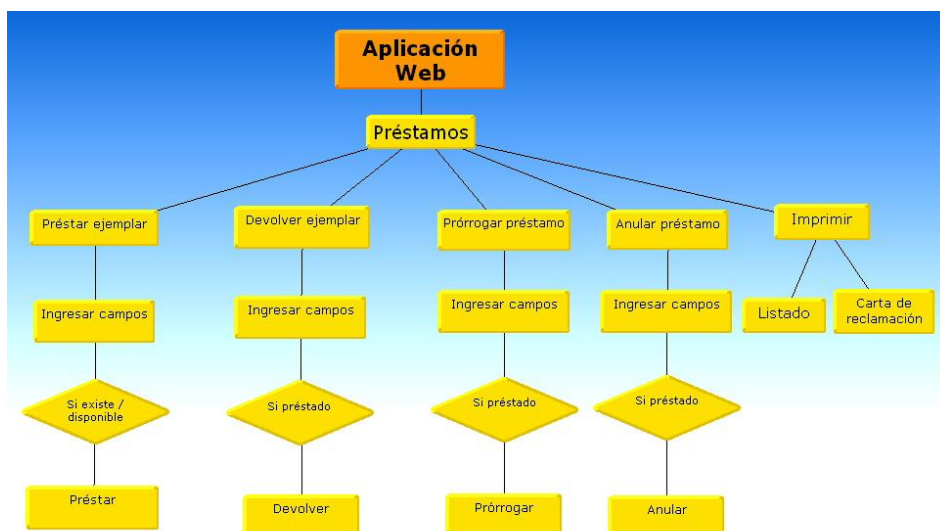 Aplicación
Web
Préstamos
Préstar ejemplar
Devolver ejemplar
Prórrogar préstamo
Anular préstamo
Imprimir
Ingresar campos
Ingresar campos
Ingresar campos
Ingresar campos
Listado
Carta de
reclamación
Si existe /
disponible
Si préstado
Si préstado
Si préstado
Préstar
Devolver
Prórrogar
Anular